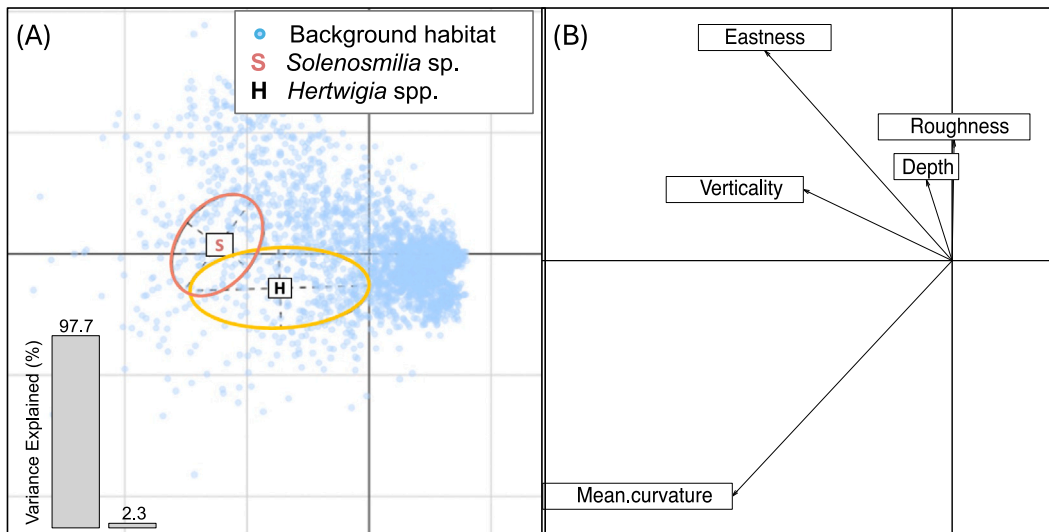 (A)
Background habitat
S Solenosmilia sp.
H Hertwigia spp.
S
H
Variance Explained (%)
97.7
2.3
(B)
Eastness
Roughness
Depth
Verticality
Mean.curvature